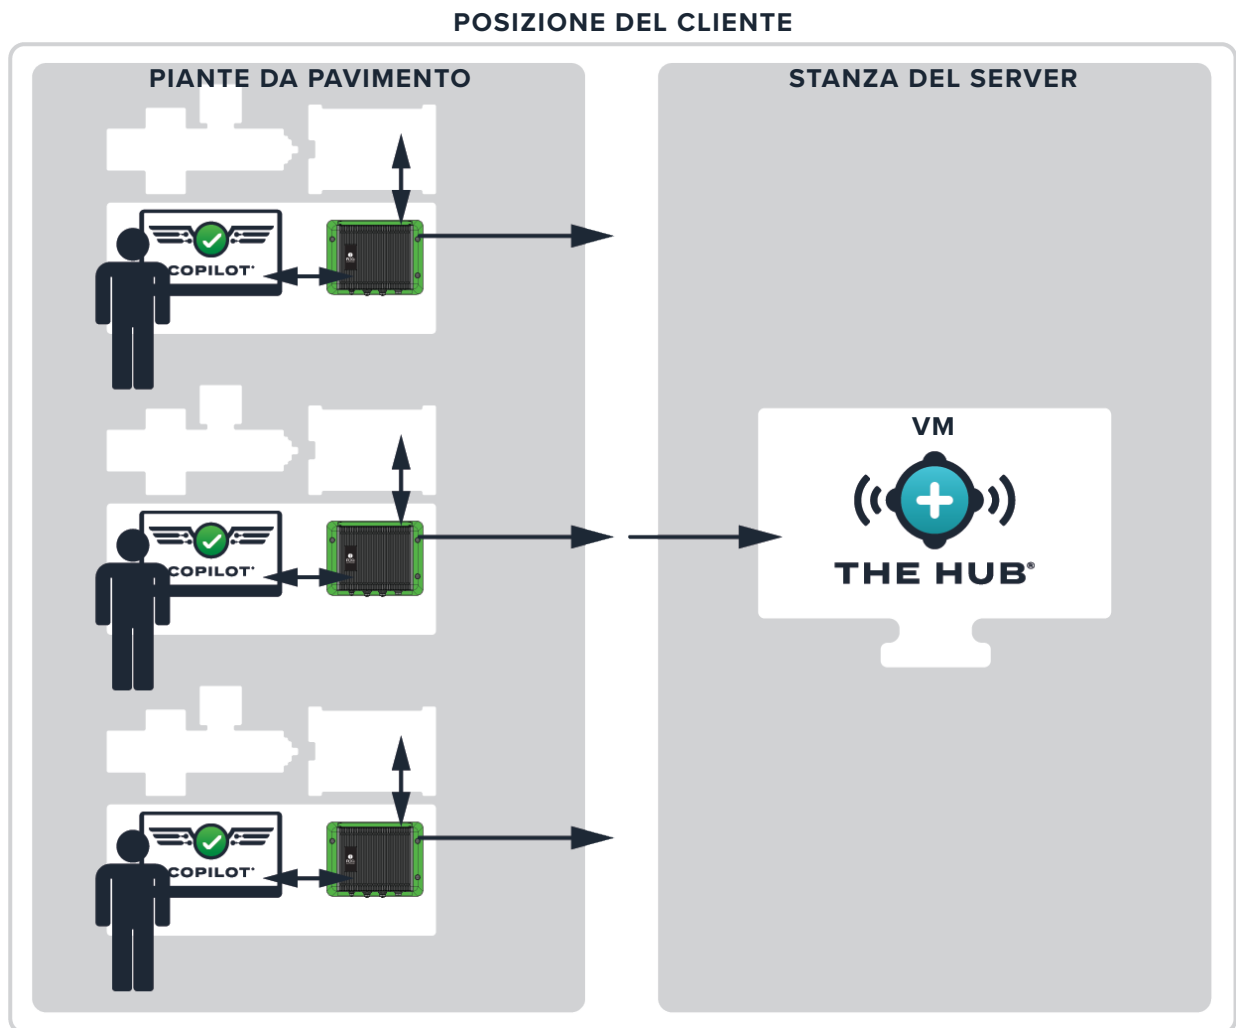 POSIZIONE DEL CLIENTE
PIANTE DA PAVIMENTO
STANZA DEL SERVER
COPILOT
COPILOT
VM
THE HUB®
COPILOT